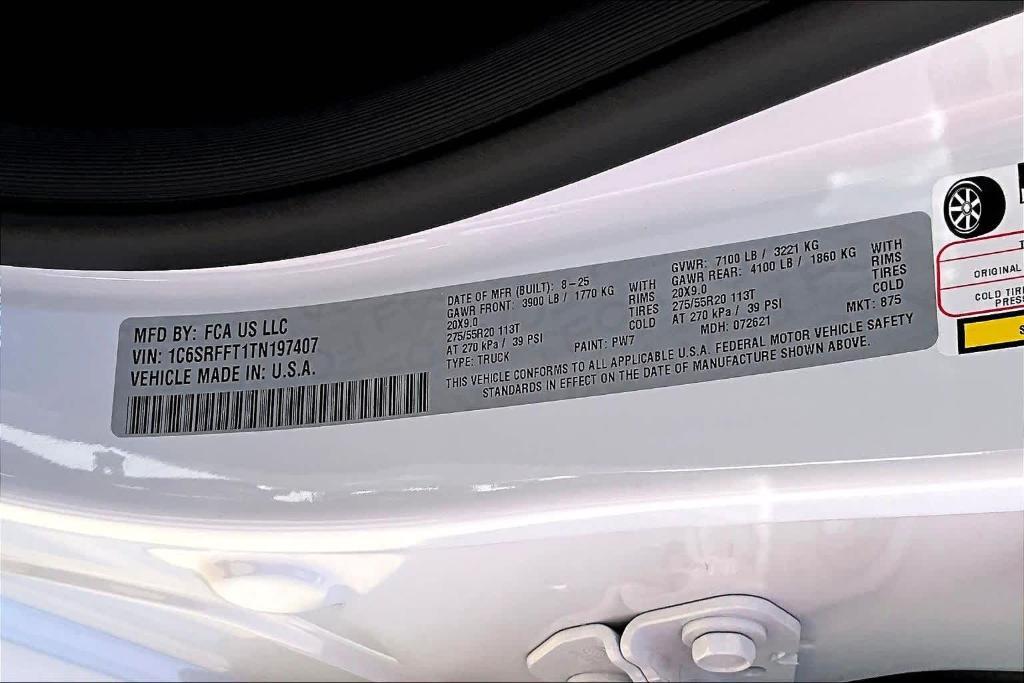 MFD BY: FCA US LLC
VIN: 1C6SRFFT1TN197407
VEHICLE MADE IN: U.S.A.
DATE OF MFR (BUILT): 8-25
GAWR FRONT: 3900 LB / 1770 KG WITH
20X9.0 RIMS
275/55R20 113T TIRES
AT 270 kPa / 39 PSI COLD
TYPE: TRUCK PAINT: PW7
GVWR: 7100 LB / 3221 KG
GAWR REAR: 4100 LB / 1860 KG WITH
20X9.0 RIMS
275/55R20 113T TIRES
AT 270 kPa / 39 PSI COLD
MDH: 072621 MKT: 875
THIS VEHICLE CONFORMS TO ALL APPLICABLE U.S.A. FEDERAL MOTOR VEHICLE SAFETY
STANDARDS IN EFFECT ON THE DATE OF MANUFACTURE SHOWN ABOVE.
ORIGINAL
COLD TIRE
PRESS